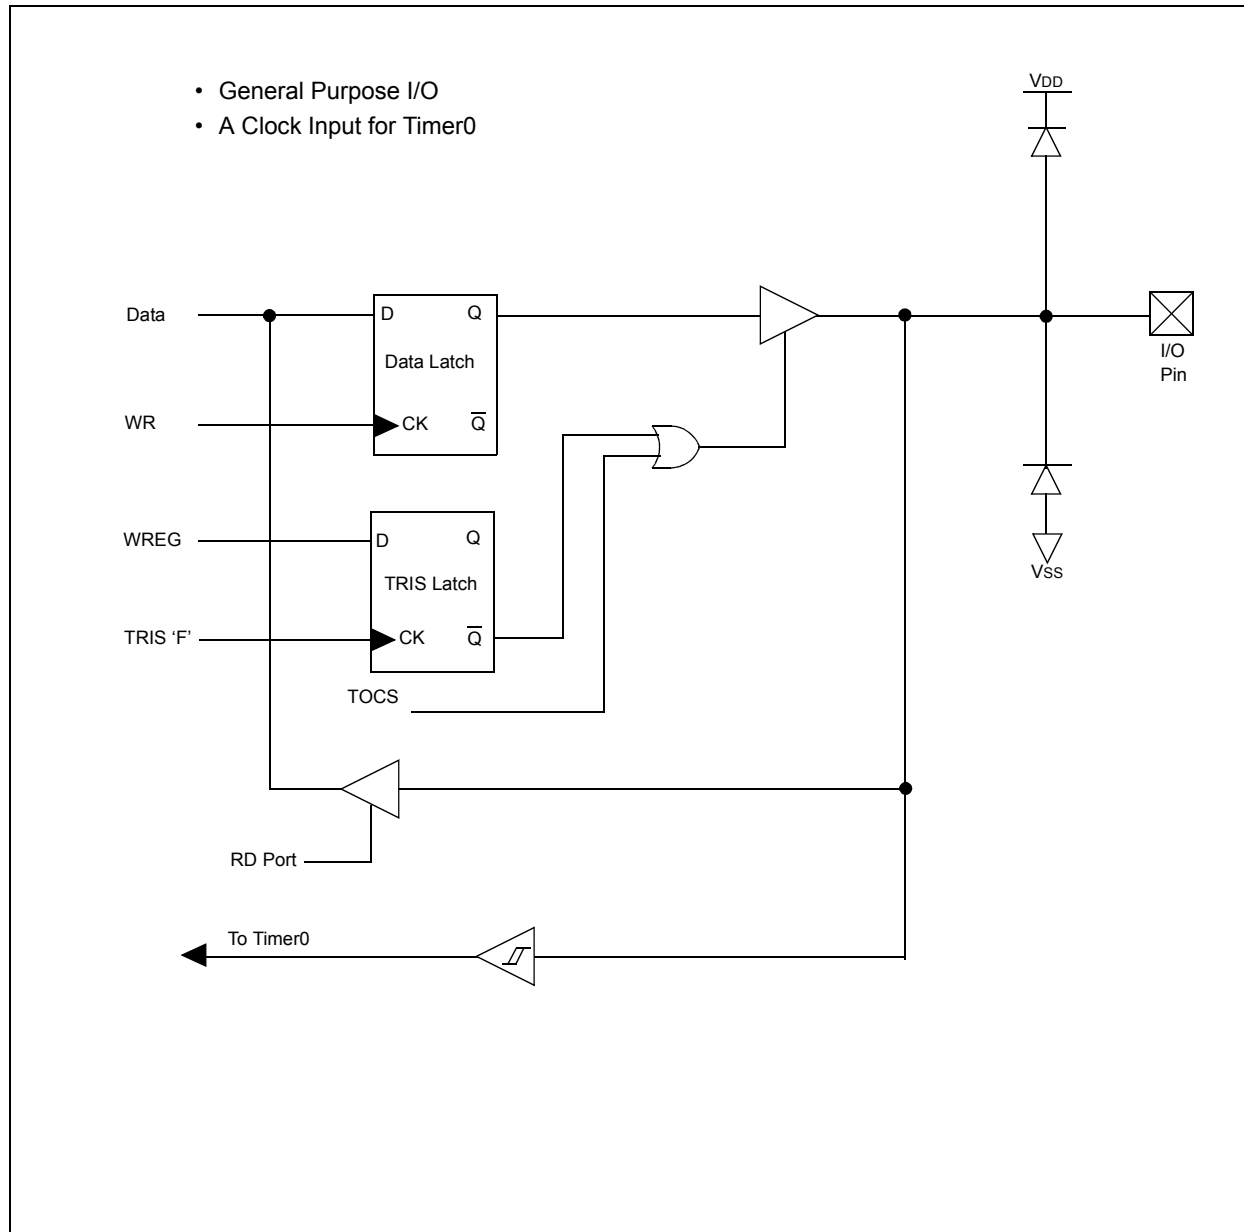 • General Purpose I/O
• A Clock Input for Timer0
VDD
Data
D
Q
Data Latch
I/O
Pin
WR
CK
Q̅
WREG
D
Q
TRIS Latch
VSS
TRIS ‘F’
CK
Q̅
TOCS
RD Port
To Timer0